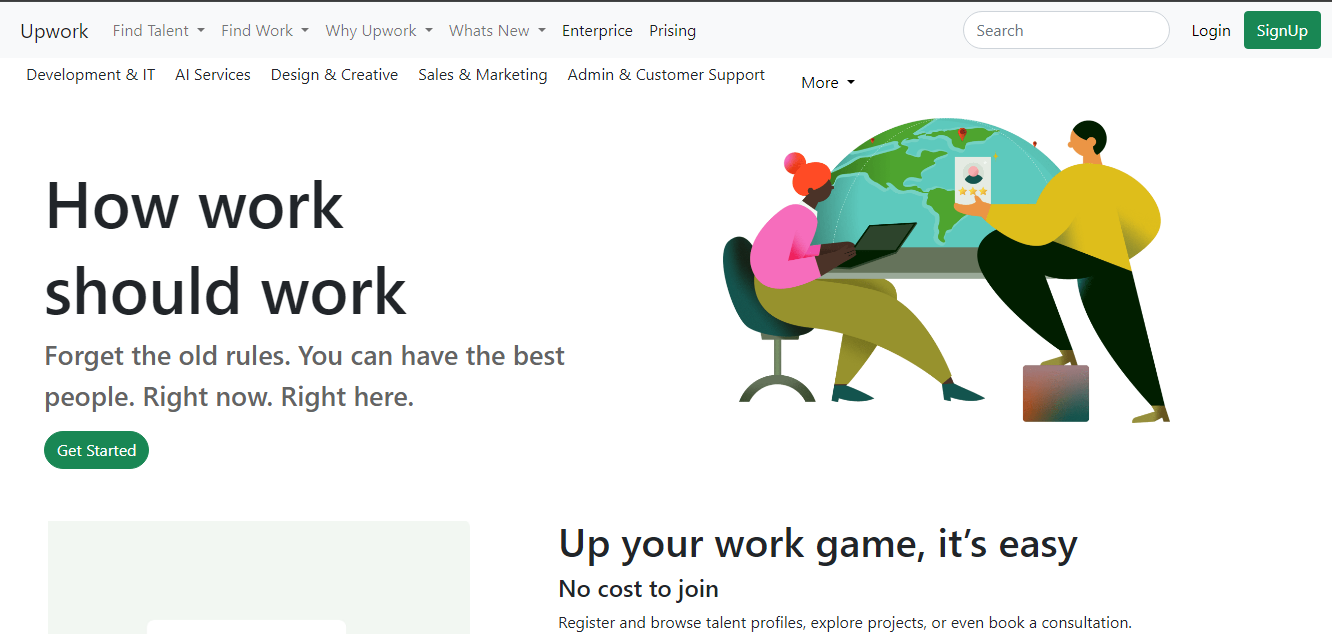 Upwork Find Talent Find Work Why Upwork Whats New Enterprice Prising Search Login SignUp
Development & IT AI Services Design & Creative Sales & Marketing Admin & Customer Support More
How work
should work
Forget the old rules. You can have the best
people. Right now. Right here.
Get Started
Up your work game, it’s easy
No cost to join
Register and browse talent profiles, explore projects, or even book a consultation.